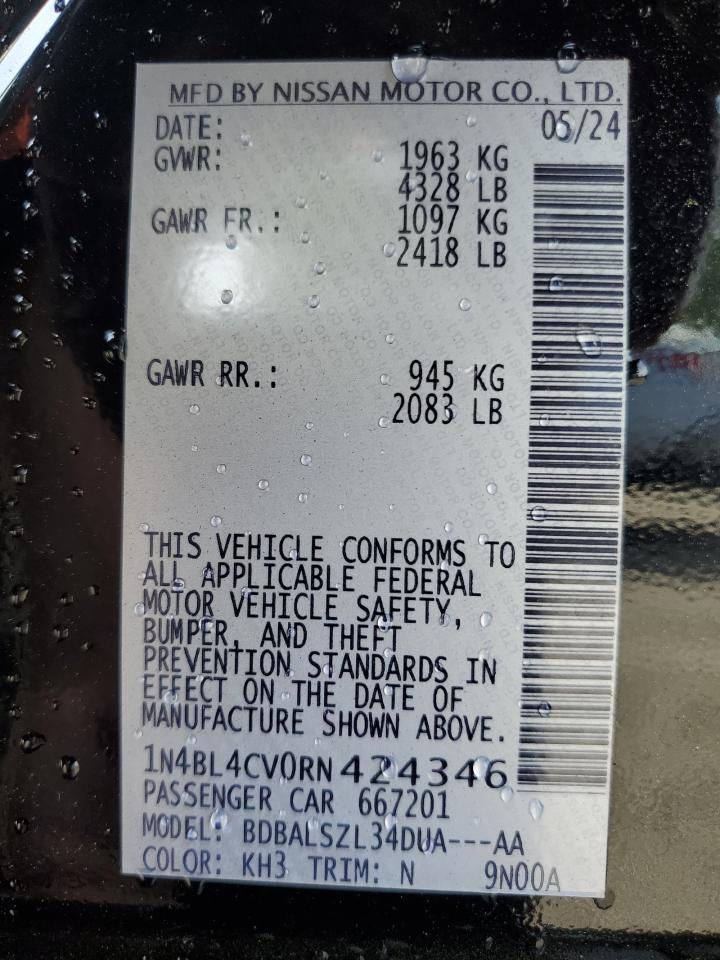 MFD BY NISSAN MOTOR CO., LTD.
DATE: 05/24
GVWR: 1963 KG
4328 LB
GAWR FR.: 1097 KG
2418 LB
GAWR RR.: 945 KG
2083 LB
THIS VEHICLE CONFORMS TO
ALL APPLICABLE FEDERAL
MOTOR VEHICLE SAFETY,
BUMPER, AND THEFT
PREVENTION STANDARDS IN
EFFECT ON THE DATE OF
MANUFACTURE SHOWN ABOVE.
1N4BL4CV0RN424346
PASSENGER CAR 667201
MODEL: BDBALSZL34DUA---AA
COLOR: KH3 TRIM: N 9N00A